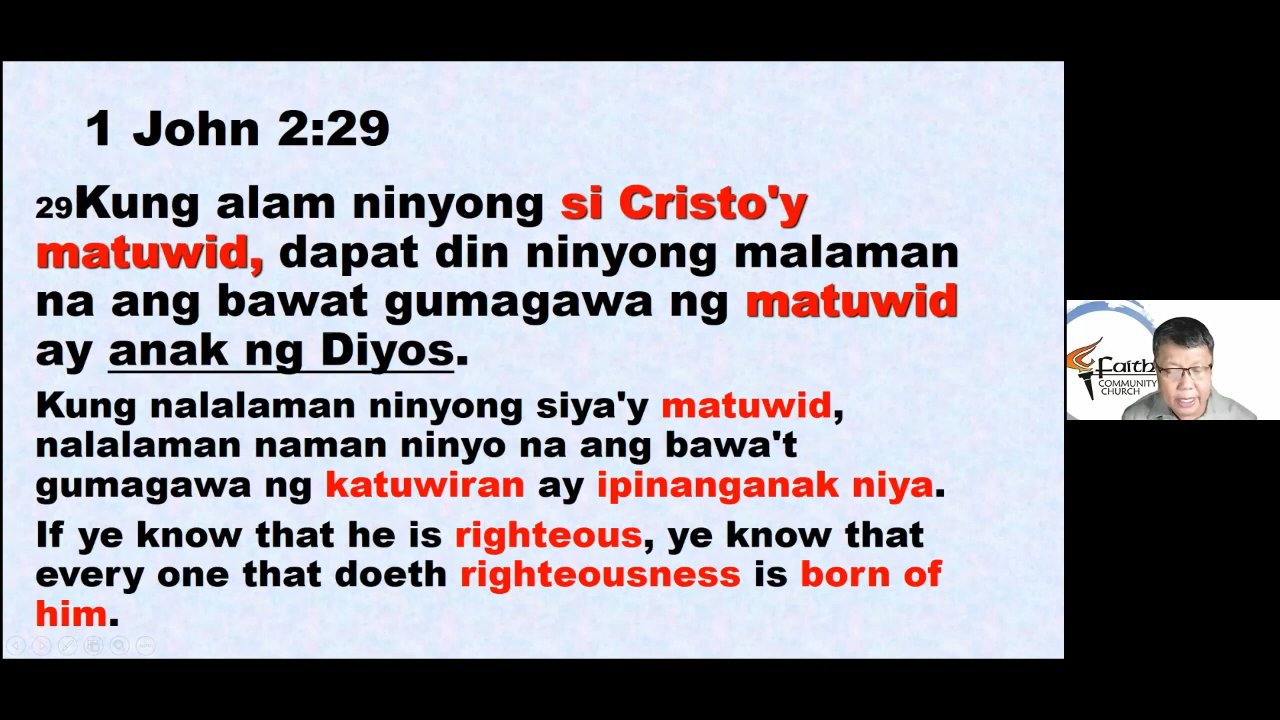 1 John 2:29
29Kung alam ninyong si Cristo'y
matuwid, dapat din ninyong malaman
na ang bawat gumagawa ng matuwid
ay anak ng Diyos.
Kung nalalaman ninyong siya'y matuwid,
nalalaman naman ninyo na ang bawa't
gumagawa ng katuwiran ay ipinanganak niya.
If ye know that he is righteous, ye know that
every one that doeth righteousness is born of
him.
Faith
COMMUNITY
CHURCH